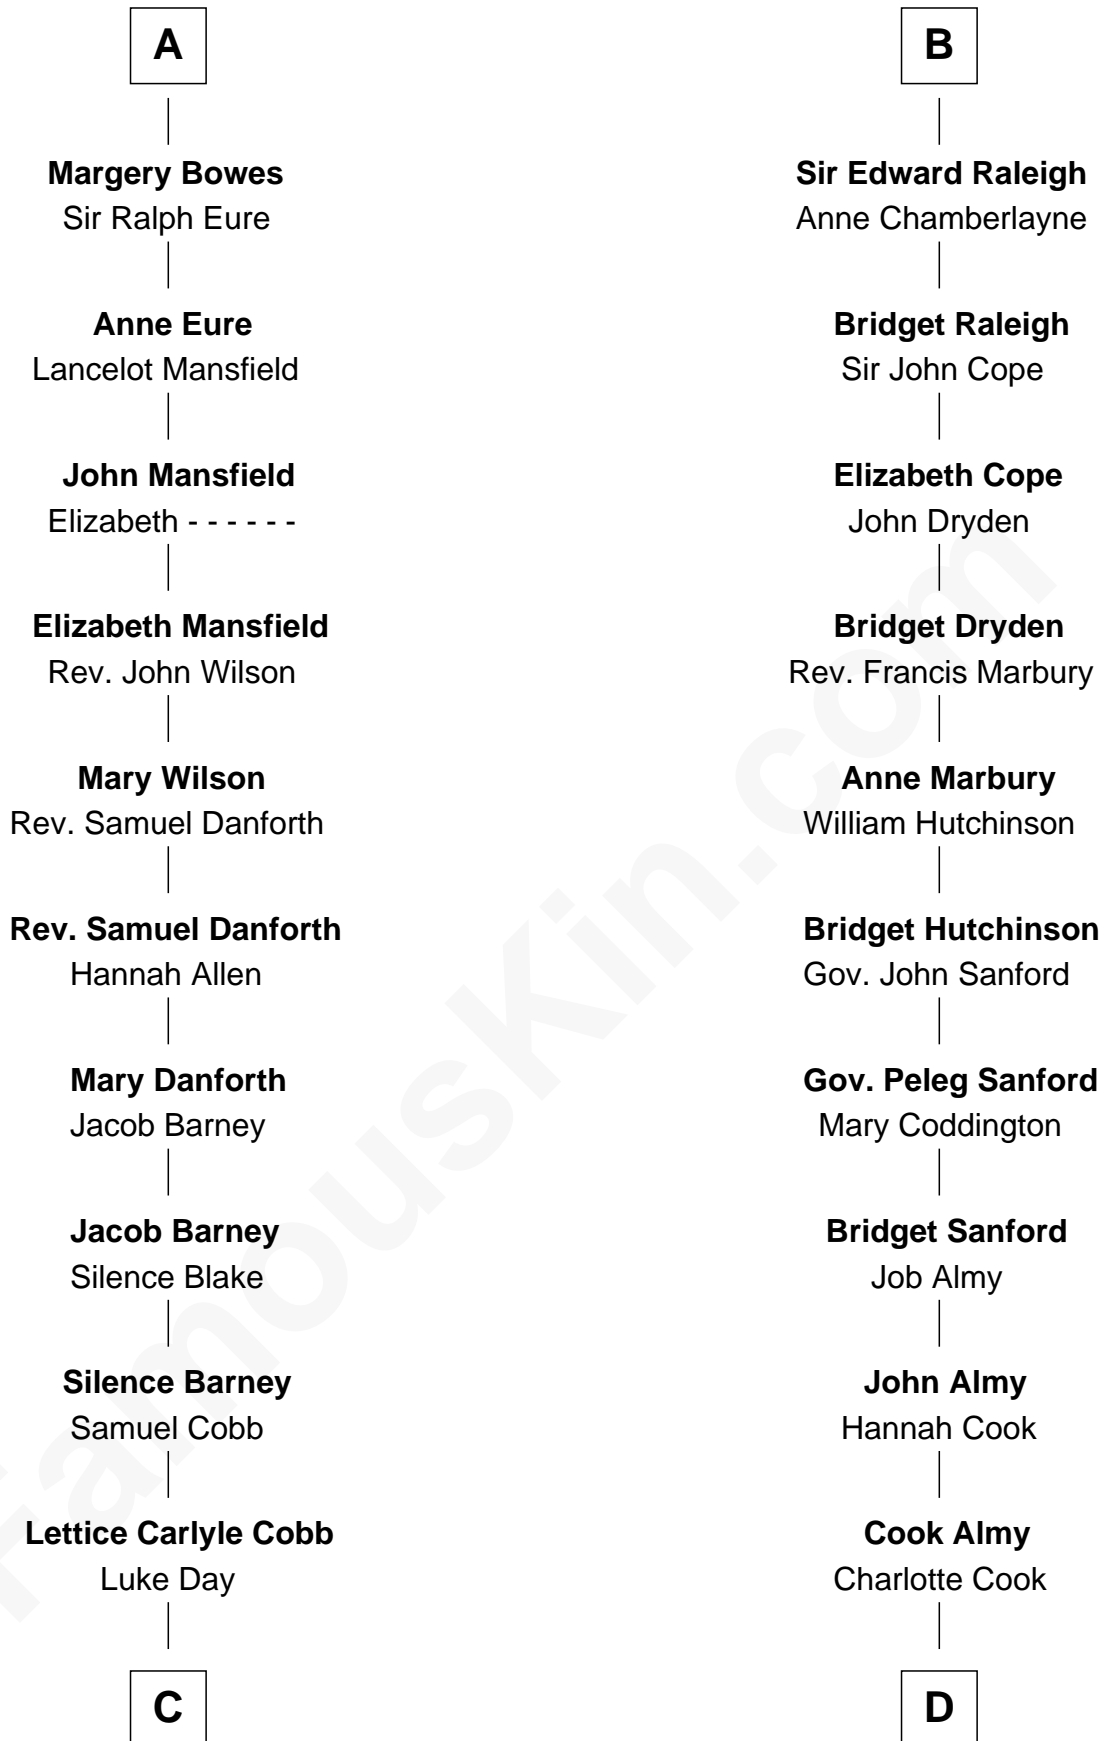 A
Margery Bowes
Sir Ralph Eure
Anne Eure
Lancelot Mansfield
John Mansfield
Elizabeth - - - - - -
Elizabeth Mansfield
Rev. John Wilson
Mary Wilson
Rev. Samuel Danforth
Rev. Samuel Danforth
Hannah Allen
Mary Danforth
Jacob Barney
Jacob Barney
Silence Blake
Silence Barney
Samuel Cobb
Lettice Carlyle Cobb
Luke Day
C
B
Sir Edward Raleigh
Anne Chamberlayne
Bridget Raleigh
Sir John Cope
Elizabeth Cope
John Dryden
Bridget Dryden
Rev. Francis Marbury
Anne Marbury
William Hutchinson
Bridget Hutchinson
Gov. John Sanford
Gov. Peleg Sanford
Mary Coddington
Bridget Sanford
Job Almy
John Almy
Hannah Cook
Cook Almy
Charlotte Cook
D
FamousKin.com